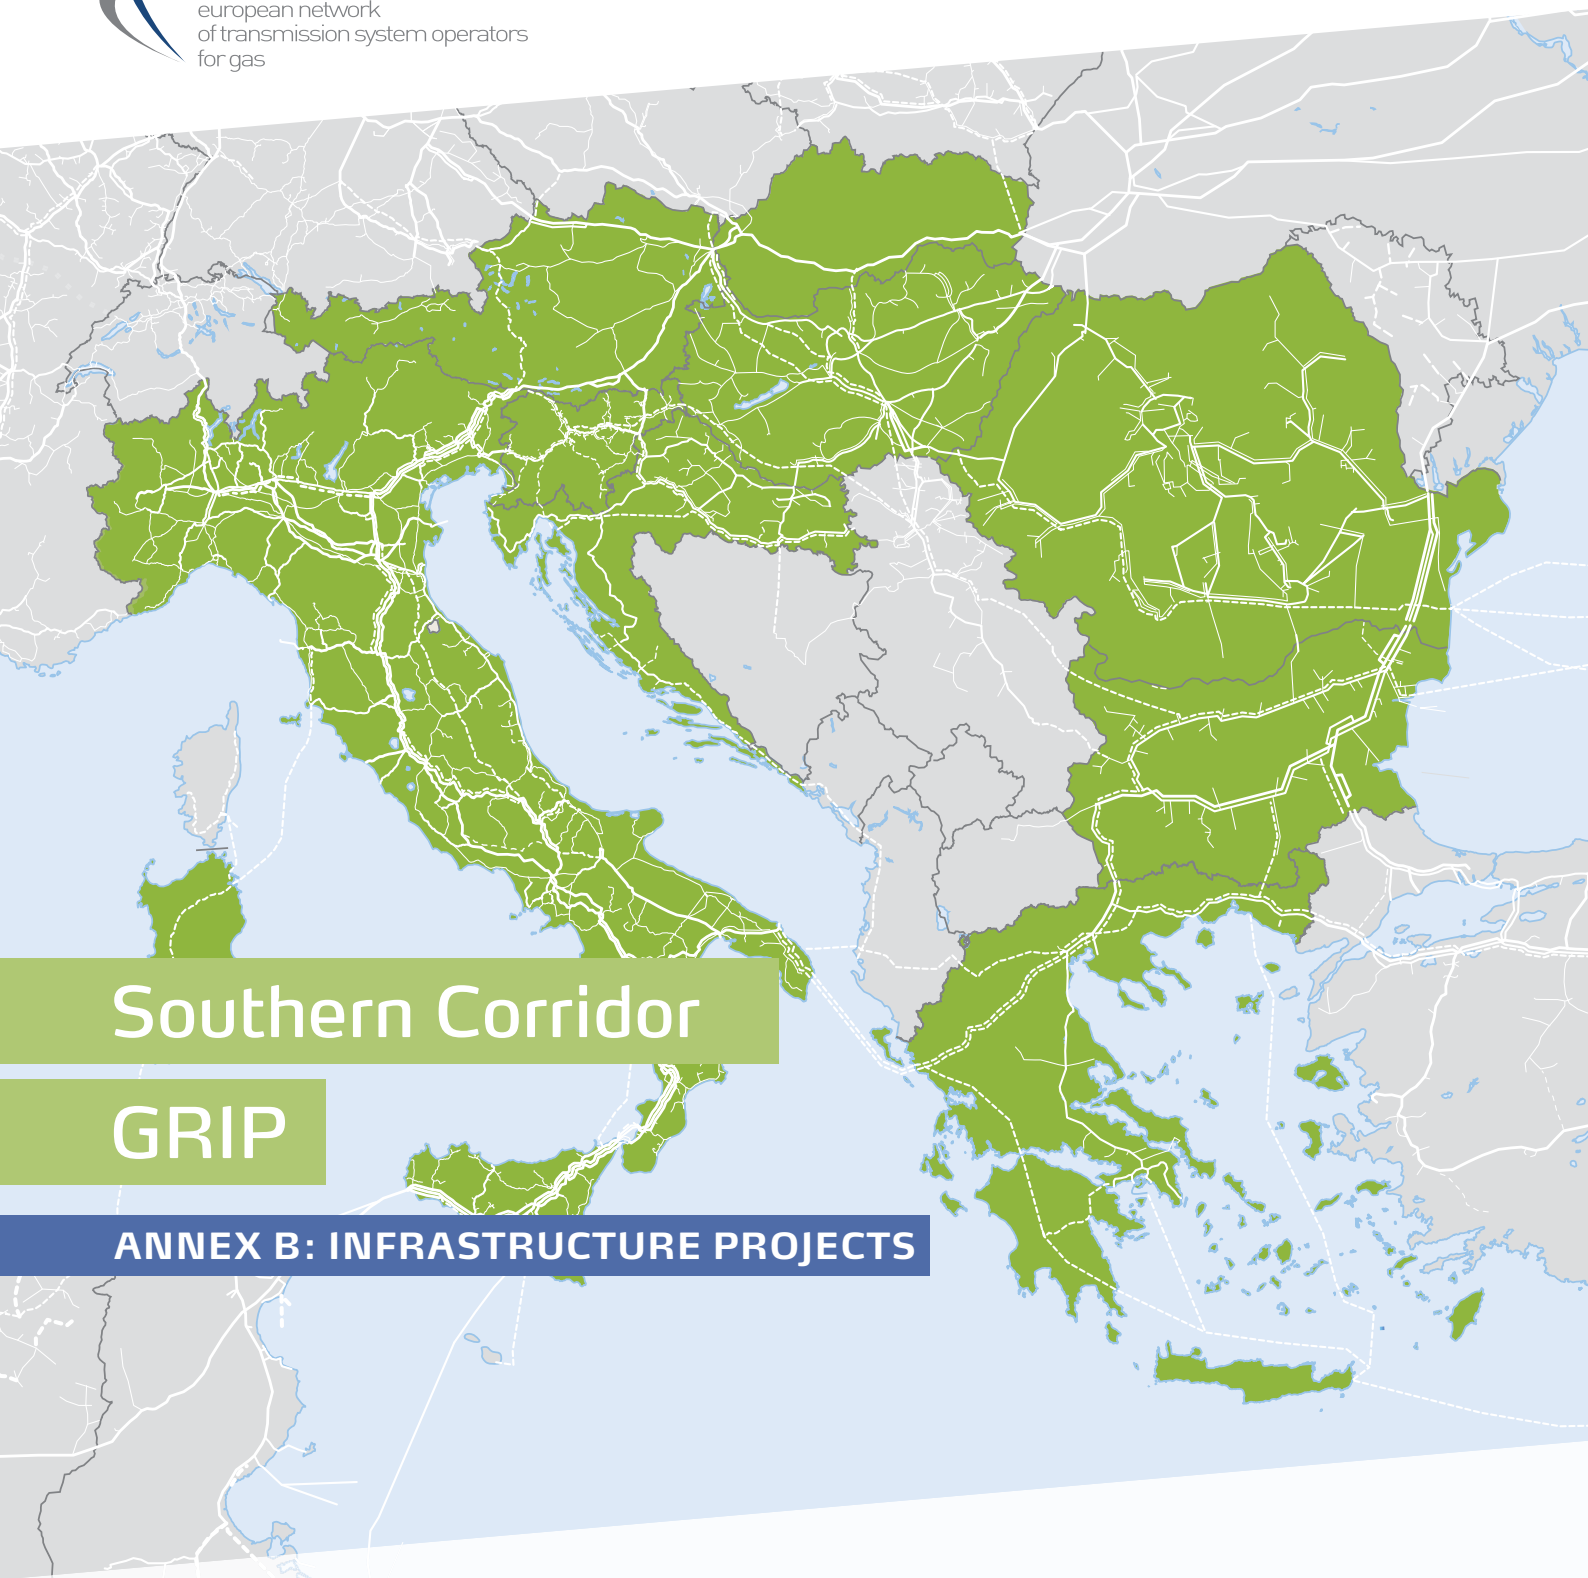 european network
of transmission system operators
for gas
Southern Corridor
GRIP
ANNEX B: INFRASTRUCTURE PROJECTS